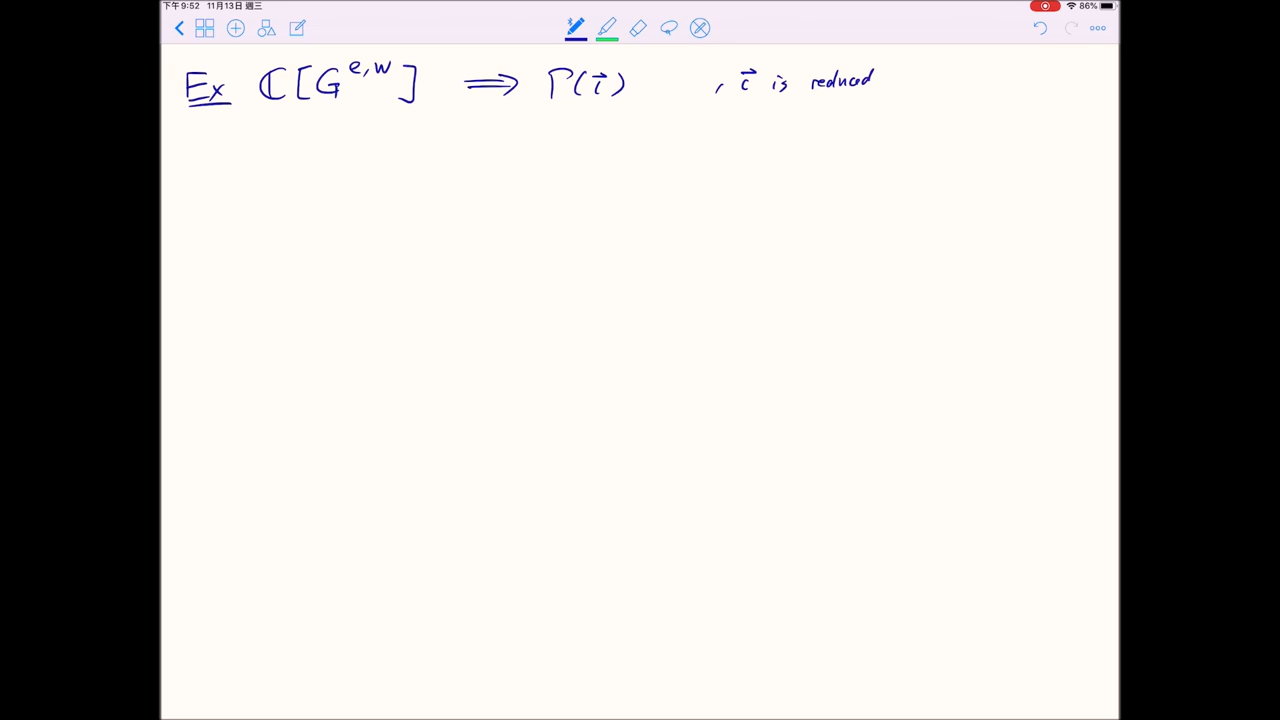 下午9:52 11月13日 週三 86%
Ex ℂ[G^{e,w}] ⟹ Γ(i⃗) , i⃗ is reduced